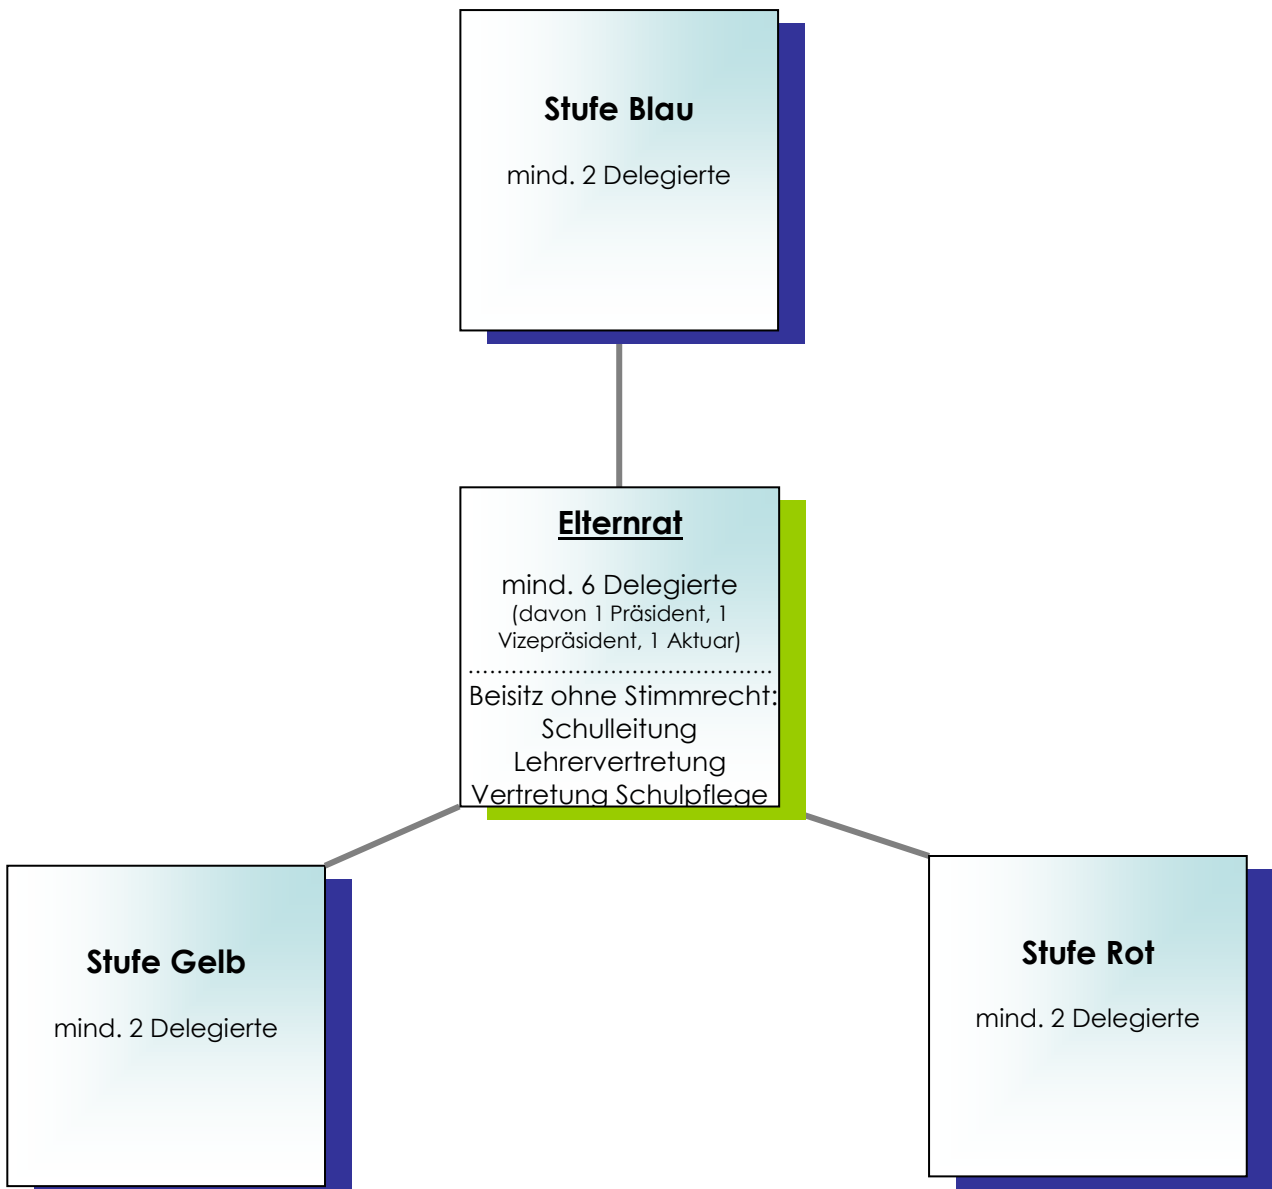 Stufe Blau
mind. 2 Delegierte
Elternrat
mind. 6 Delegierte
(davon 1 Präsident, 1
Vizepräsident, 1 Aktuar)
...........................................
Beisitz ohne Stimmrecht:
Schulleitung
Lehrervertretung
Vertretung Schulpflege
Stufe Gelb
mind. 2 Delegierte
Stufe Rot
mind. 2 Delegierte